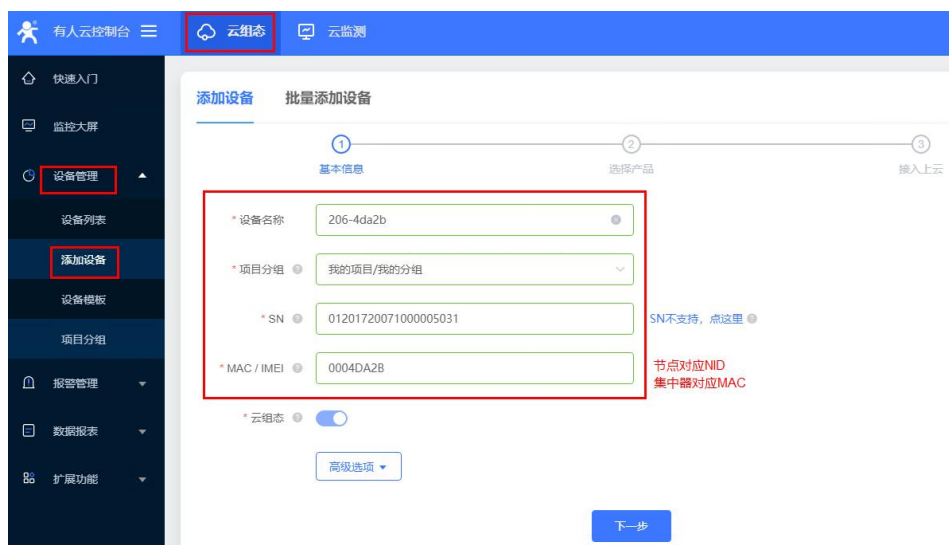 有人云控制台
云组态
云监测
快速入门
监控大屏
设备管理
设备列表
添加设备
设备模板
项目分组
报警管理
数据报表
扩展功能
添加设备
批量添加设备
1
2
3
基本信息
选择产品
接入上云
* 设备名称
206-4da2b
* 项目分组
我的项目/我的分组
* SN
01201720071000005031
SN不支持，点这里
* MAC / IMEI
0004DA2B
节点对应NID
集中器对应MAC
* 云组态
高级选项
下一步